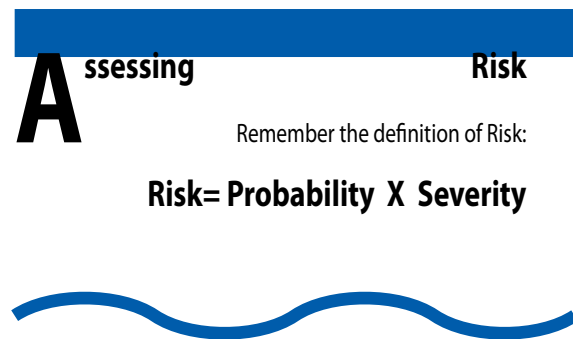 Assessing Risk
Remember the definition of Risk:
Risk= Probability X Severity